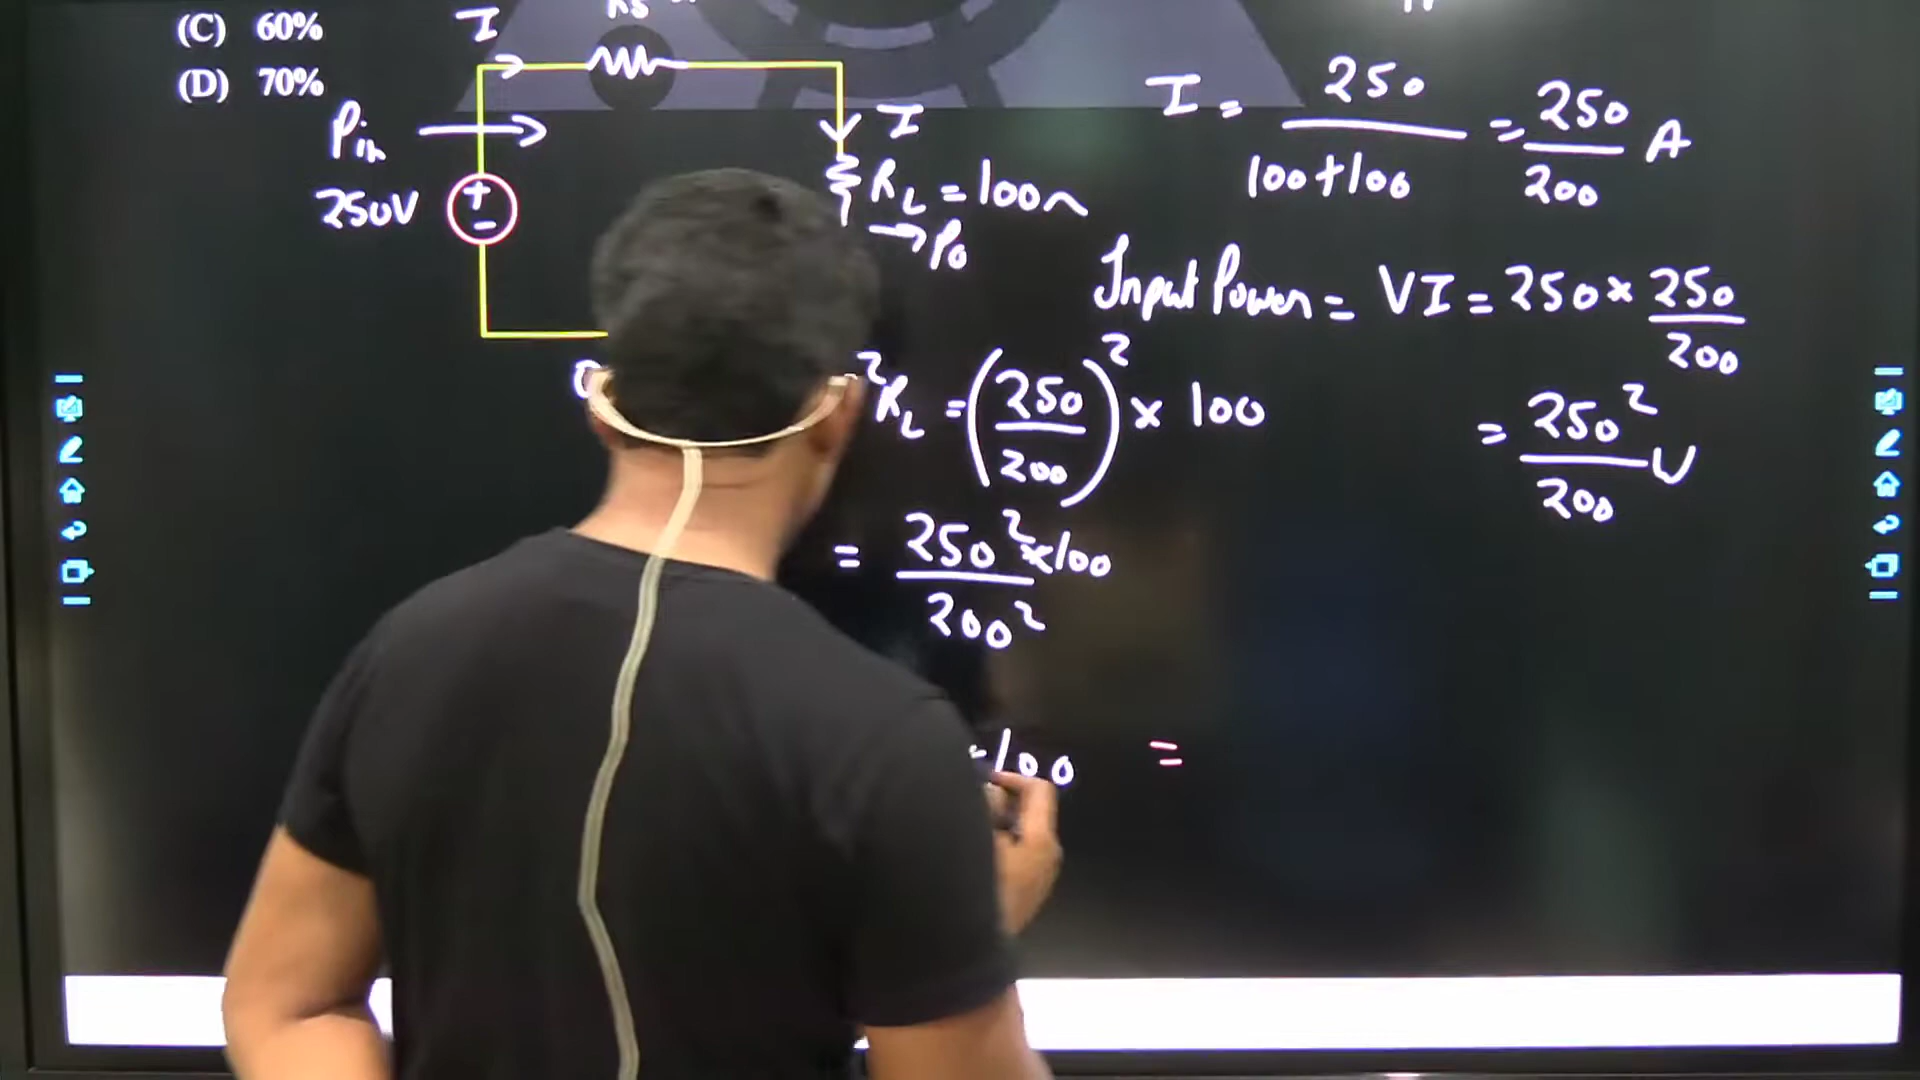 (C) 60%
(D) 70%
I
Pin
250V
+
-
I
RL = 100Ω
→ Po
I = 250 / 100+100 = 250 / 200 A
Input Power = VI = 250 × 250 / 200
= 250² / 200 W
² RL = (250 / 200)² × 100
= 250² × 100 / 200²
100 =